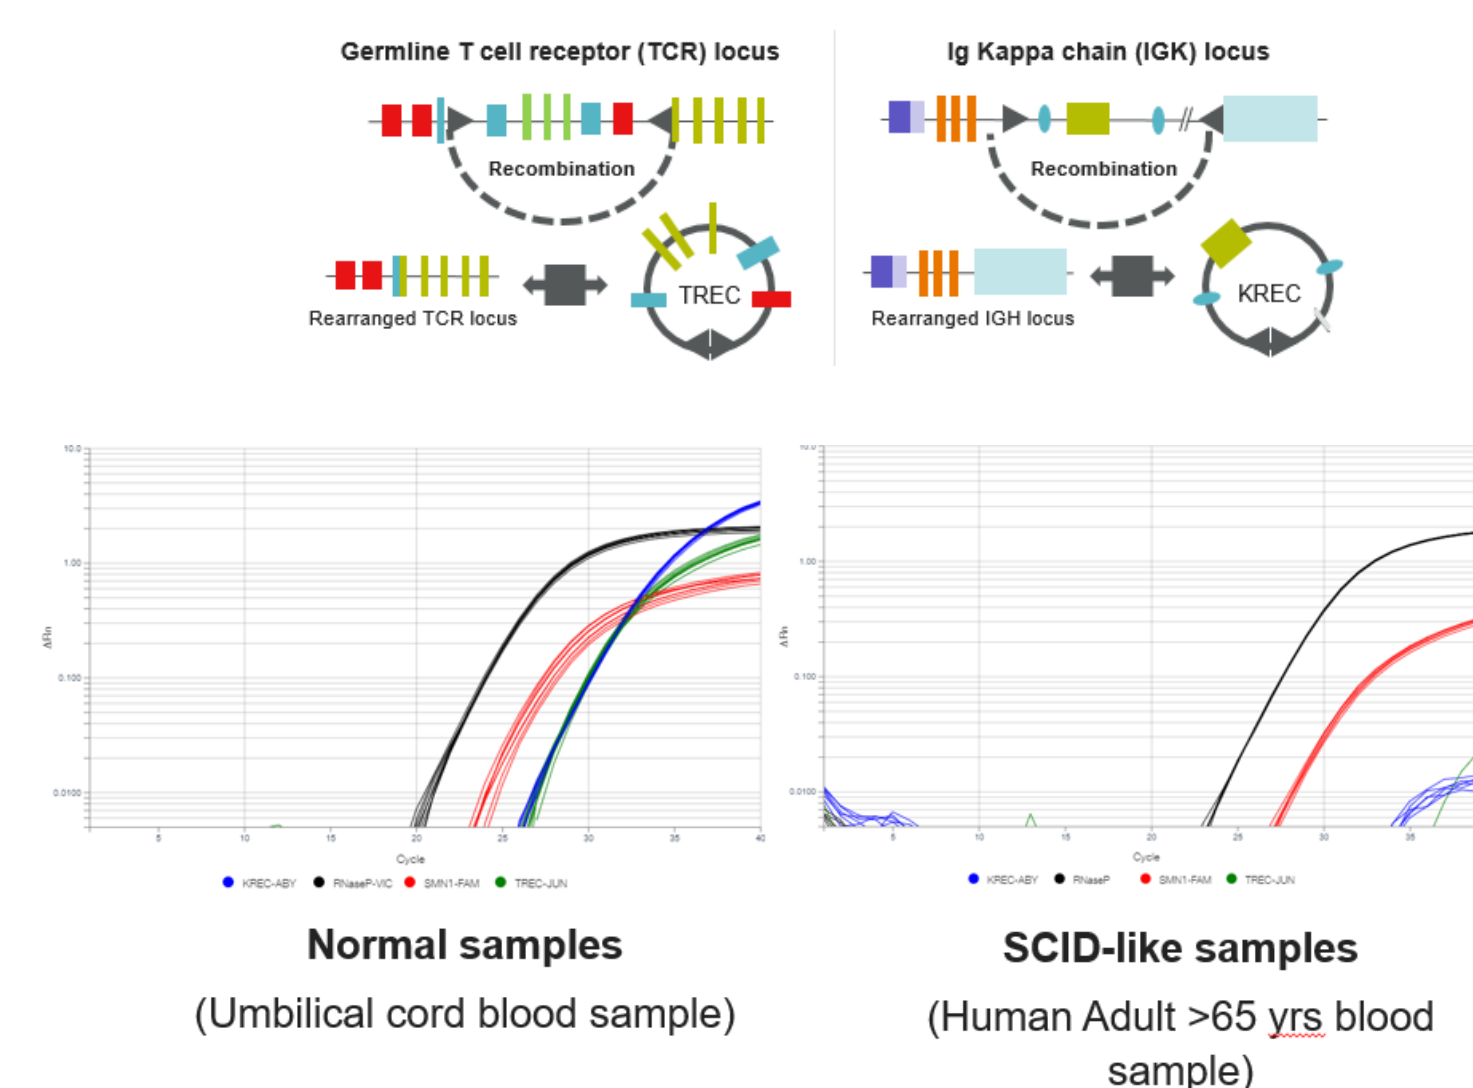 Germline T cell receptor (TCR) locus
Recombination
Rearranged TCR locus
TREC
Ig Kappa chain (IGK) locus
Recombination
Rearranged IGH locus
KREC
10.0
1.00
0.100
0.0100
ΔRn
5 10 15 20 25 30 35 40
Cycle
KREC-ABY RNaseP-VIC SMN1-FAM TREC-JUN
Normal samples
(Umbilical cord blood sample)
10.0
1.00
0.100
0.0100
ΔRn
5 10 15 20 25 30 35
Cycle
KREC-ABY RNaseP SMN1-FAM TREC-JUN
SCID-like samples
(Human Adult >65 yrs blood
sample)